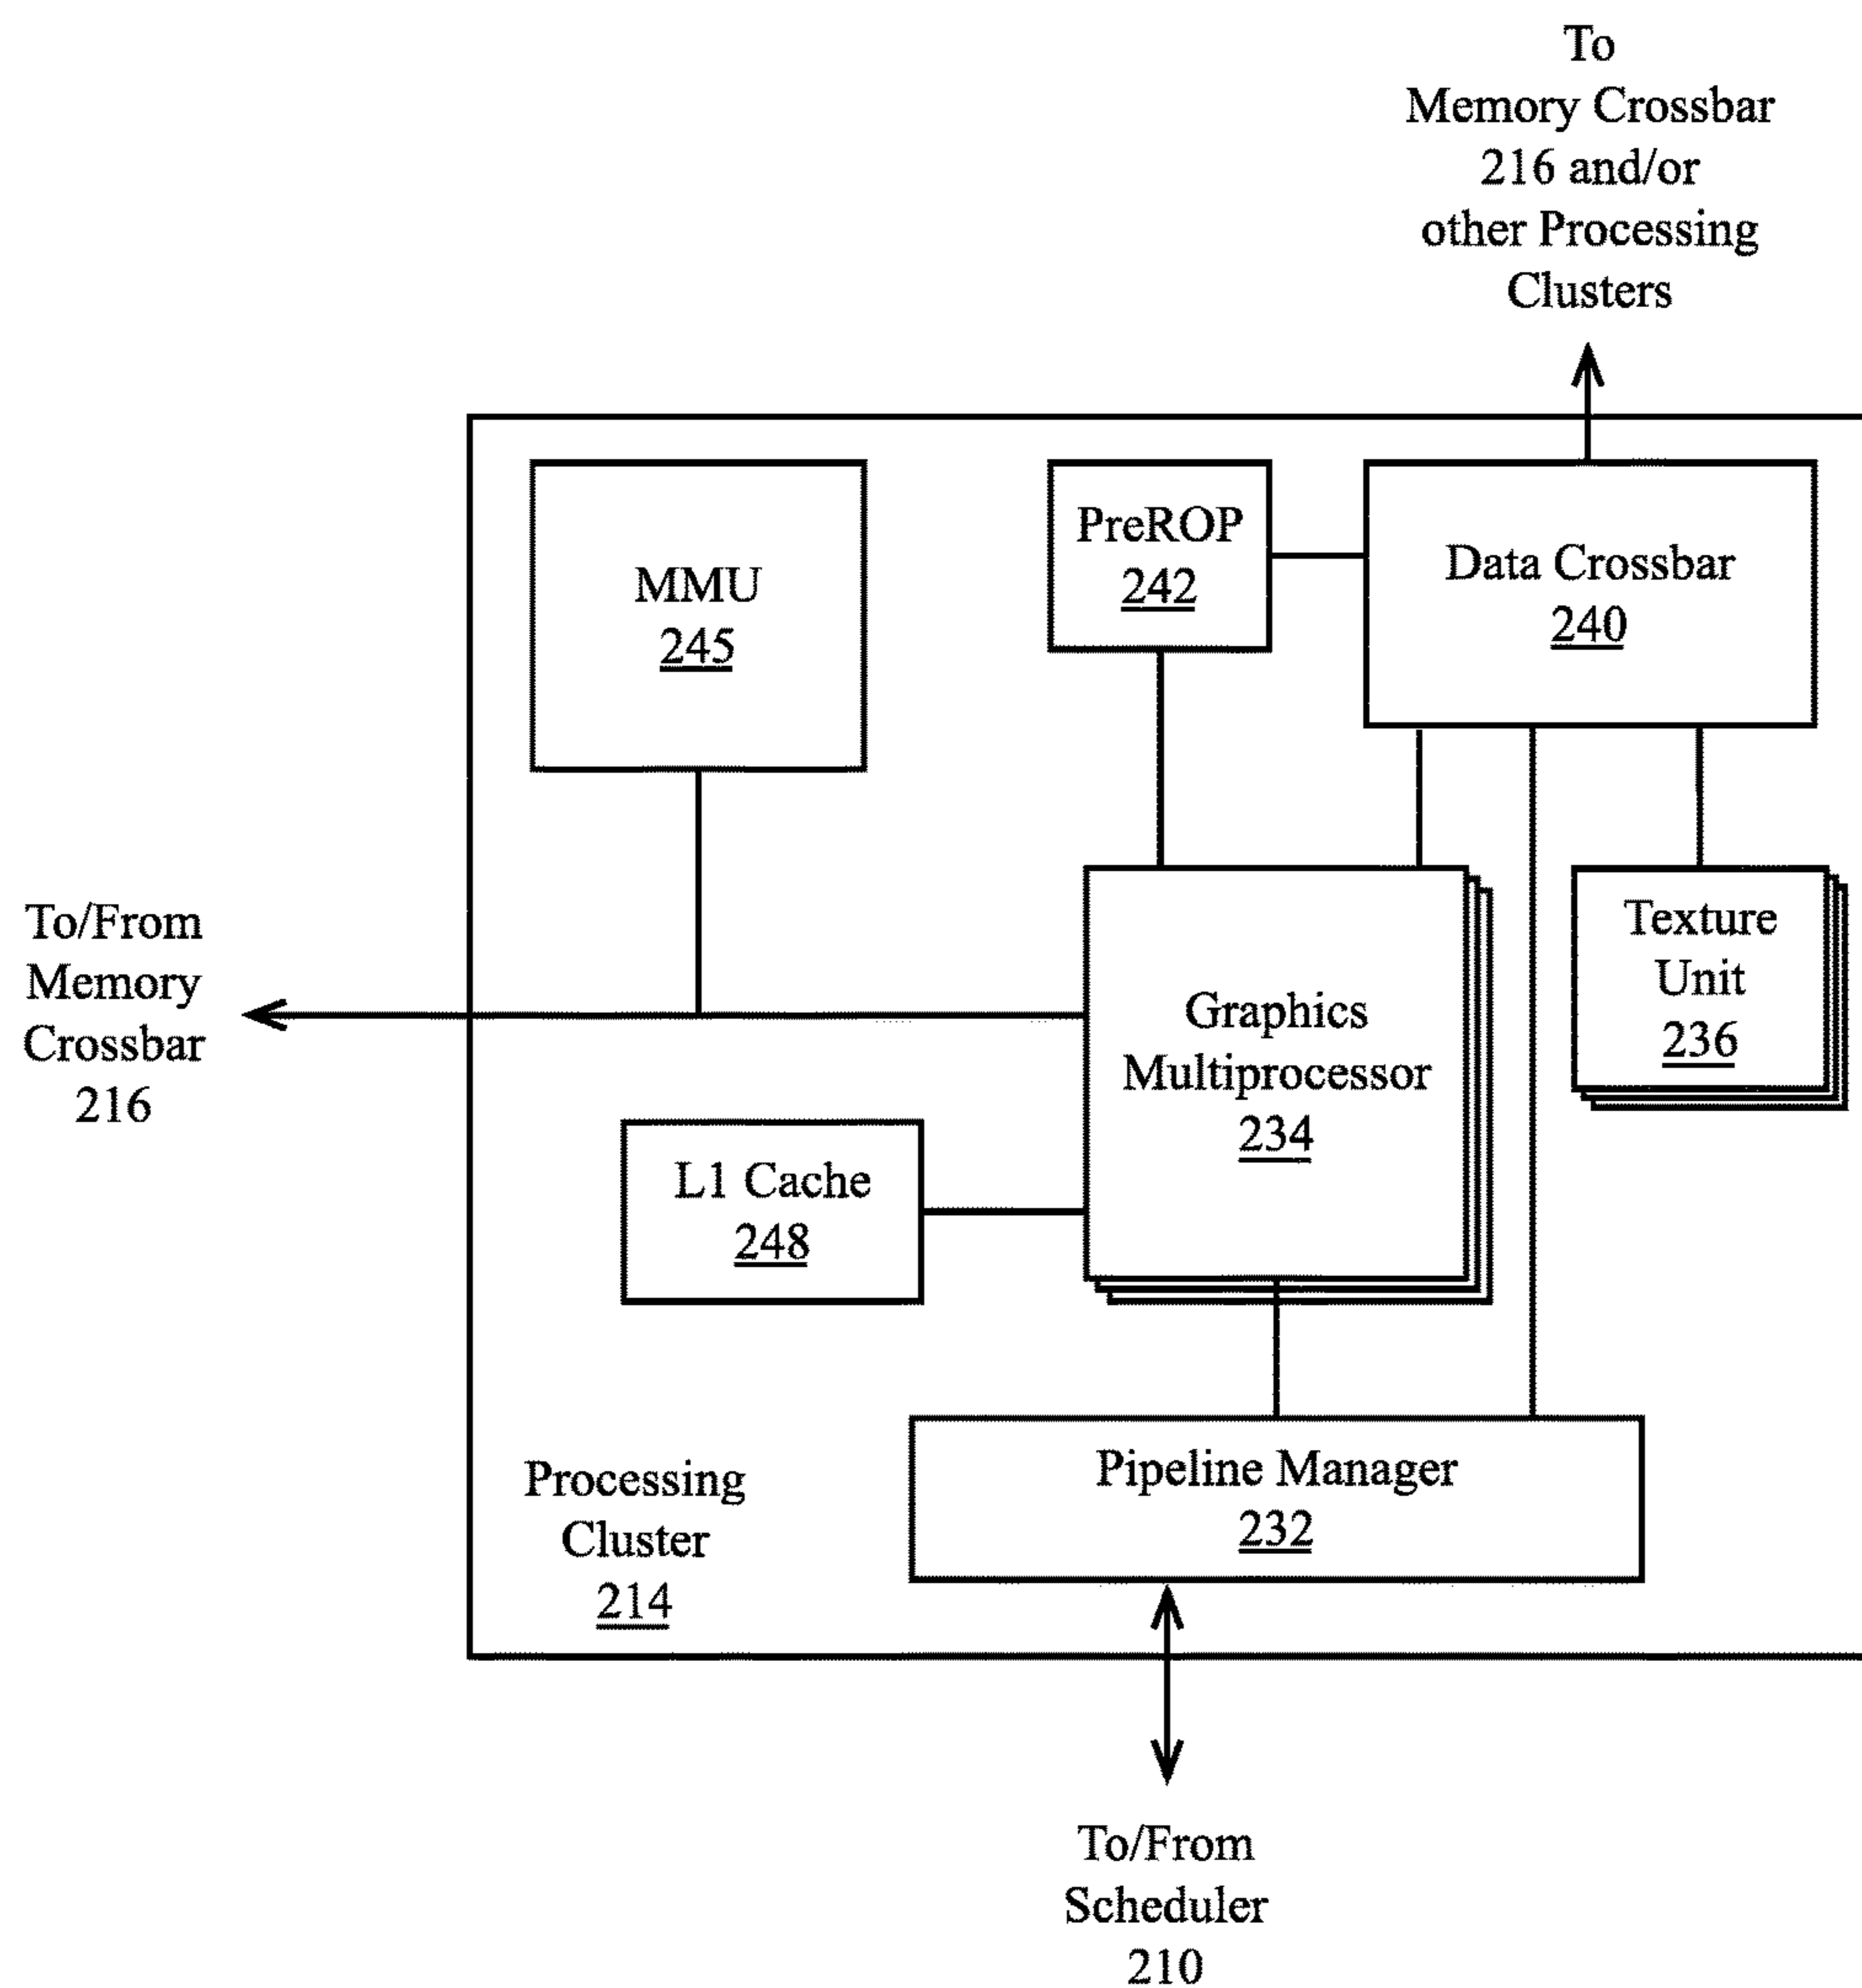 To
Memory Crossbar
216 and/or
other Processing
Clusters
MMU
245
PreROP
242
Data Crossbar
240
To/From
Memory
Crossbar
216
Graphics
Multiprocessor
234
Texture
Unit
236
L1 Cache
248
Processing
Cluster
214
Pipeline Manager
232
To/From
Scheduler
210